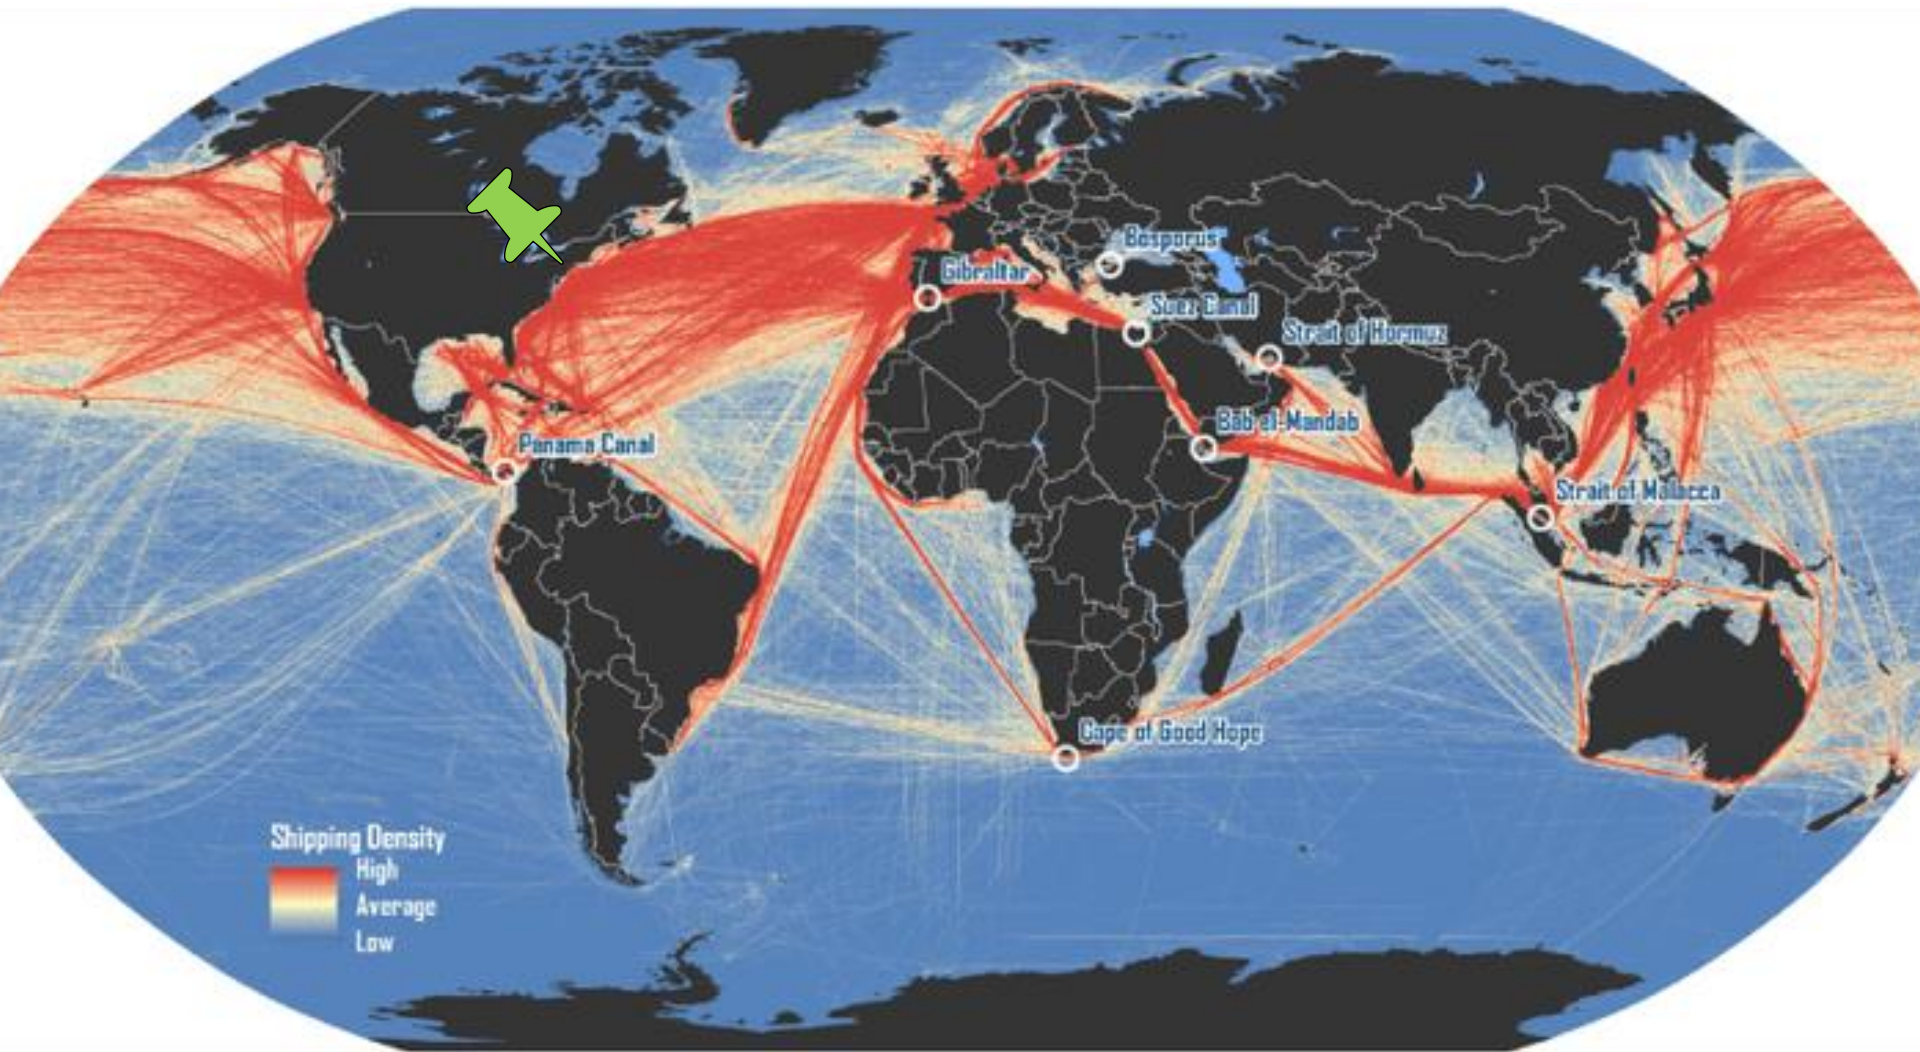 Bosporus
Gibraltar
Suez Canal
Strait of Hormuz
Bab el-Mandab
Panama Canal
Strait of Malacca
Cape of Good Hope
Shipping Density
High
Average
Low